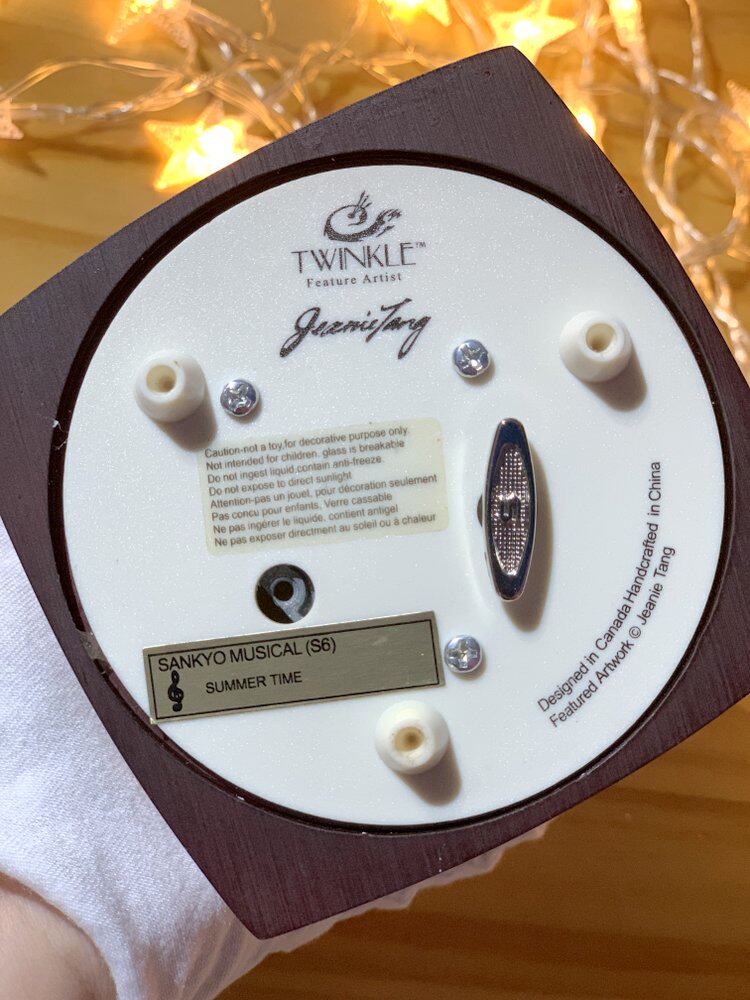 TWINKLE™
Feature Artist
Jeanie Tang
Caution-not a toy,for decorative purpose only.
Not intended for children. glass is breakable
Do not ingest liquid.contain anti-freeze.
Do not expose to direct sunlight
Attention-pas un jouet, pour décoration seulement
Pas concu pour enfants. Verre cassable
Ne pas ingérer le liquide, contient antigel
Ne pas exposer directment au soleil ou à chaleur
S
SANKYO MUSICAL (S6)
SUMMER TIME
Designed in Canada Handcrafted in China
Featured Artwork © Jeanie Tang